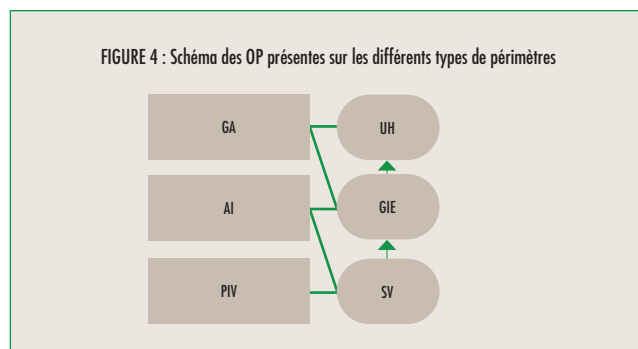 FIGURE 4 : Schéma des OP présentes sur les différents types de périmètres
GA
UH
AI
GIE
PIV
SV